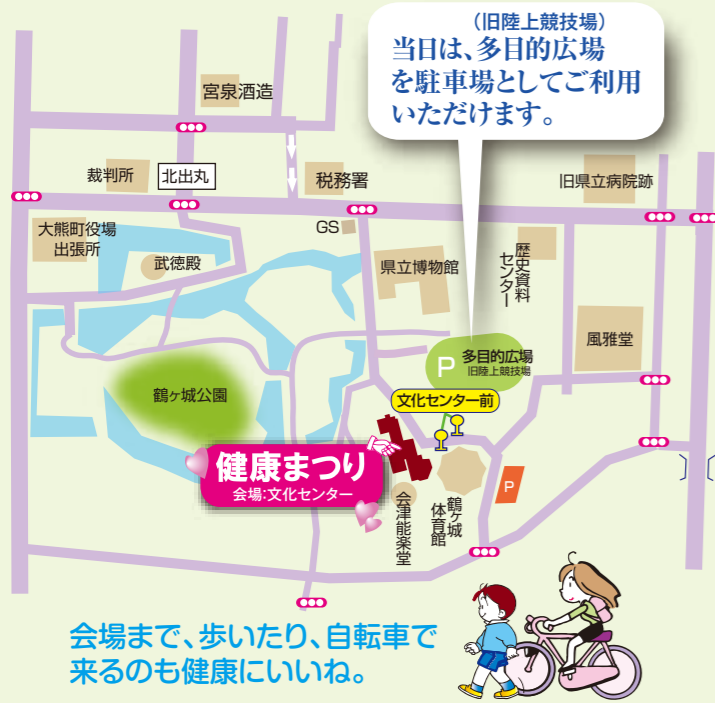 (旧陸上競技場)
当日は、多目的広場
を駐車場としてご利用
いただけます。
宮泉酒造
裁判所
北出丸
税務署
旧県立病院跡
大熊町役場
出張所
GS
武徳殿
県立博物館
歴史資料
センター
風雅堂
P
多目的広場
旧陸上競技場
鶴ヶ城公園
文化センター前
健康まつり
会場:文化センター
会津能楽堂
鶴ヶ城
体育館
P
会場まで、歩いたり、自転車で
来るのも健康にいいね。